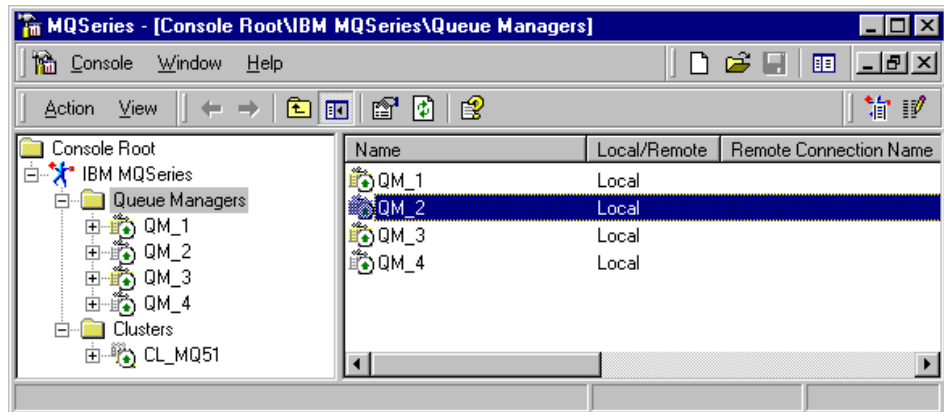 MQSeries - [Console Root\IBM MQSeries\Queue Managers]
Console Window Help
Action View
Console Root
IBM MQSeries
Queue Managers
QM_1
QM_2
QM_3
QM_4
Clusters
CL_MQ51
Name Local/Remote Remote Connection Name
QM_1 Local
QM_2 Local
QM_3 Local
QM_4 Local